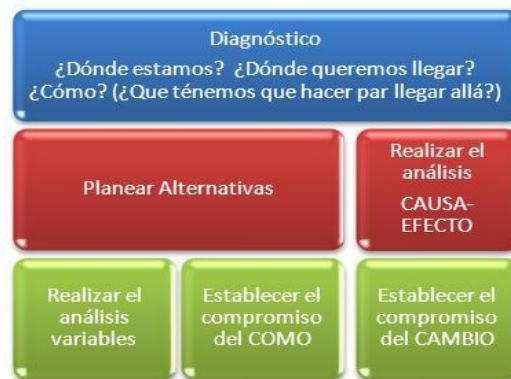 Diagnóstico
¿Dónde estamos? ¿Dónde queremos llegar?
¿Cómo? (¿Que ténemos que hacer par llegar allá?)
Planear Alternativas
Realizar el
análisis
CAUSA-
EFECTO
Realizar el
análisis
variables
Establecer el
compromiso
del COMO
Establecer el
compromiso
del CAMBIO